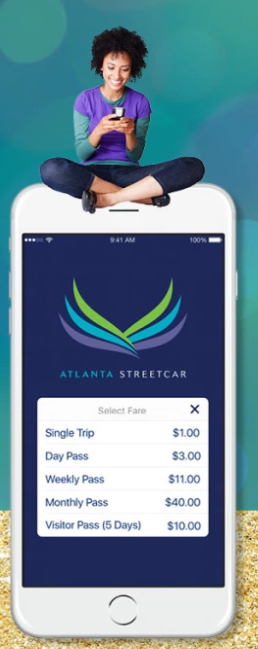 9:41 AM 100%
ATLANTA STREETCAR
Select Fare X
Single Trip $1.00
Day Pass $3.00
Weekly Pass $11.00
Monthly Pass $40.00
Visitor Pass (5 Days) $10.00